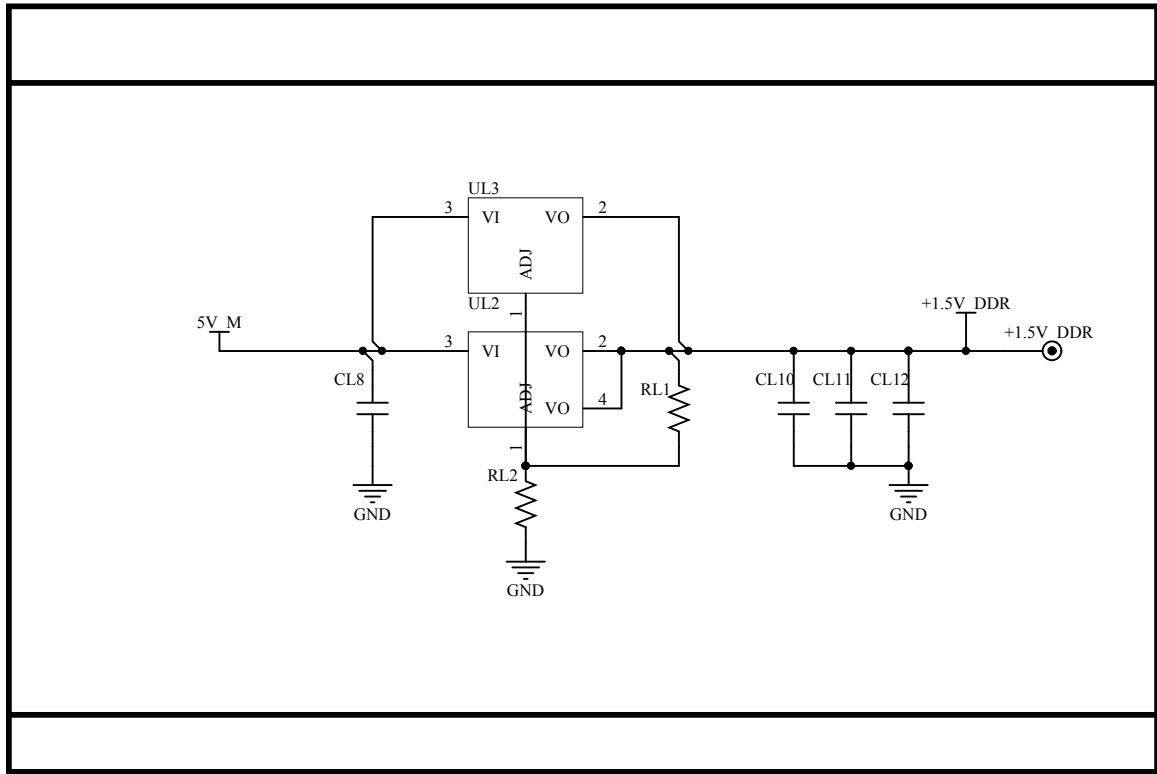 UL3
3 VI VO 2
ADJ
UL2
1
5V_M
+1.5V_DDR
+1.5V_DDR
3 VI VO 2
CL8
ADJ
VO 4
RL1
CL10 CL11 CL12
1
RL2
GND
GND
GND